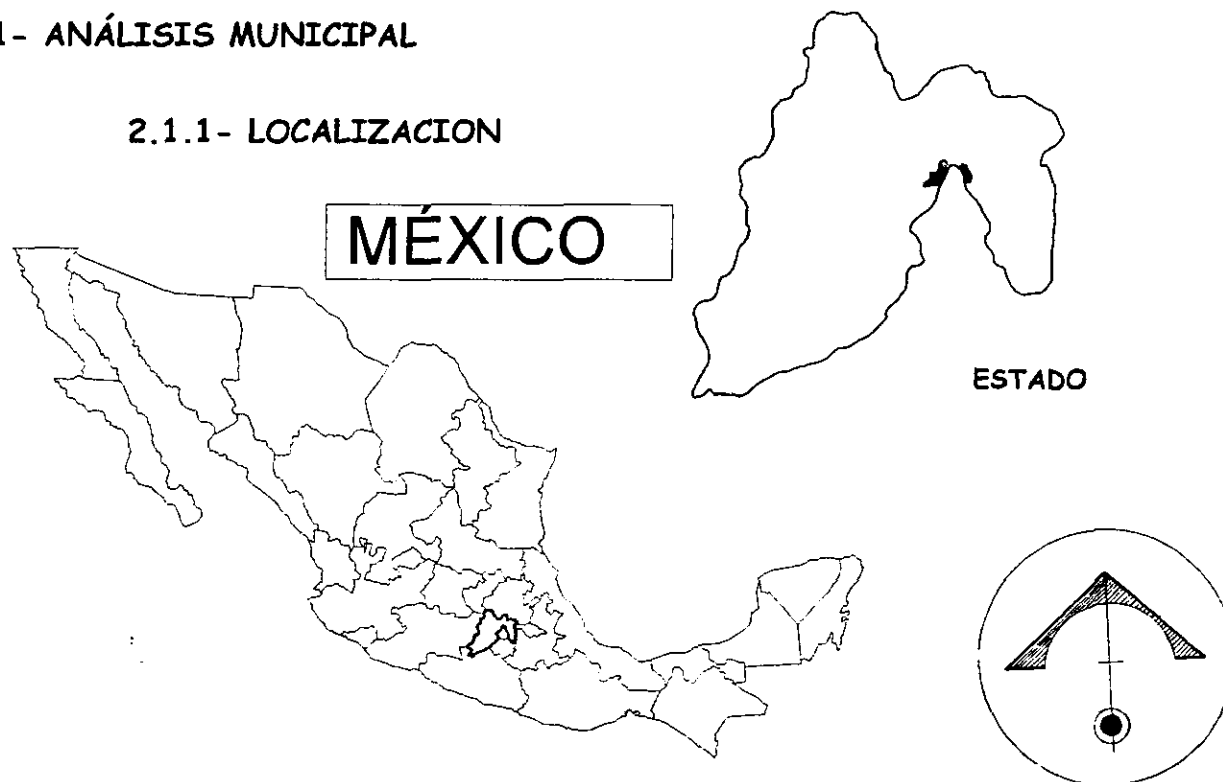 1- ANÁLISIS MUNICIPAL
2.1.1- LOCALIZACION
MÉXICO
ESTADO